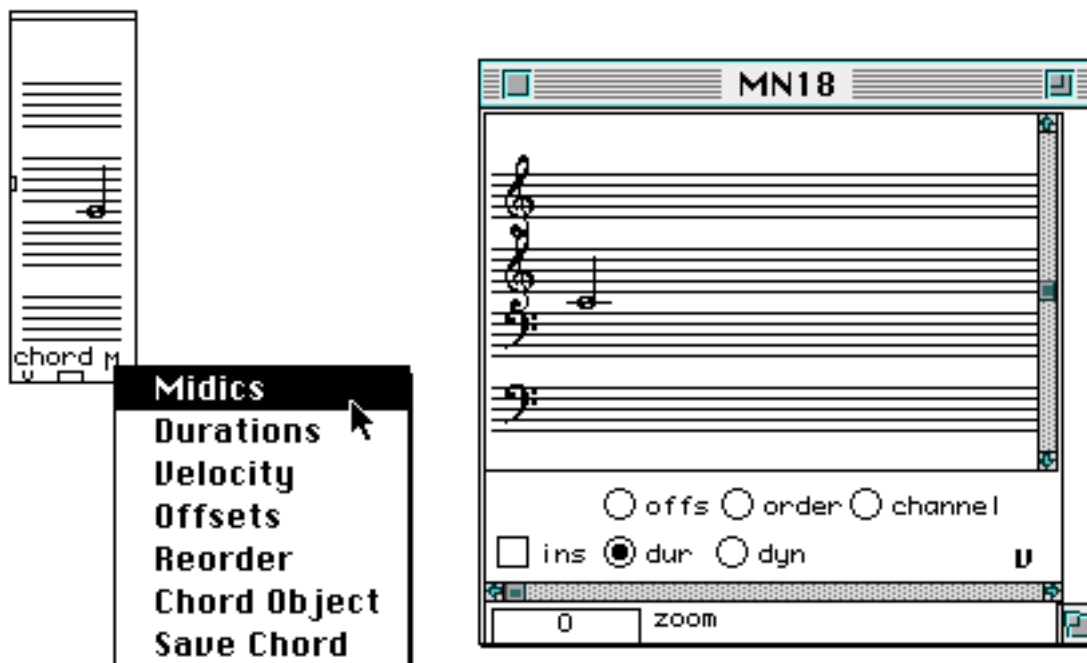 MN18
chord M
v
Midics
Durations
Velocity
Offsets
Reorder
Chord Object
Save Chord
offs order channel
ins dur dyn v
0 zoom